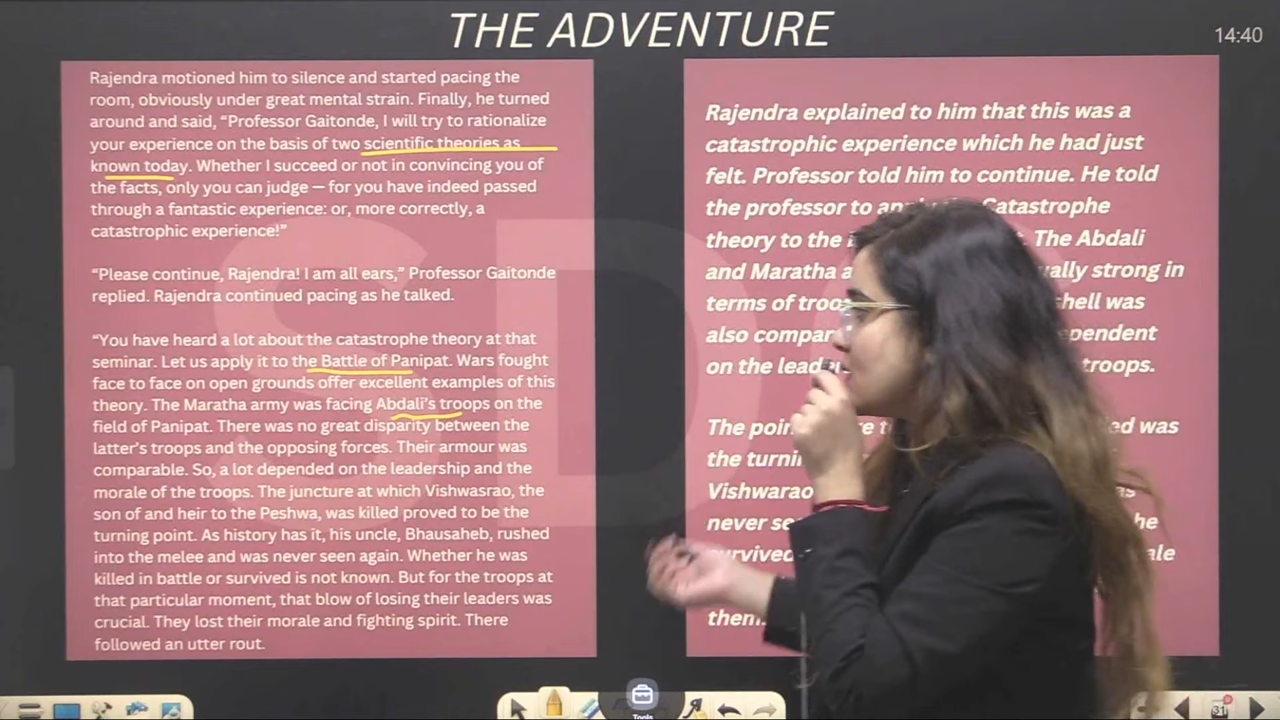 THE ADVENTURE
14:40
Rajendra motioned him to silence and started pacing the
room, obviously under great mental strain. Finally, he turned
around and said, “Professor Gaitonde, I will try to rationalize
your experience on the basis of two scientific theories as
known today. Whether I succeed or not in convincing you of
the facts, only you can judge — for you have indeed passed
through a fantastic experience: or, more correctly, a
catastrophic experience!”
“Please continue, Rajendra! I am all ears,” Professor Gaitonde
replied. Rajendra continued pacing as he talked.
“You have heard a lot about the catastrophe theory at that
seminar. Let us apply it to the Battle of Panipat. Wars fought
face to face on open grounds offer excellent examples of this
theory. The Maratha army was facing Abdali’s troops on the
field of Panipat. There was no great disparity between the
latter’s troops and the opposing forces. Their armour was
comparable. So, a lot depended on the leadership and the
morale of the troops. The juncture at which Vishwasrao, the
son of and heir to the Peshwa, was killed proved to be the
turning point. As history has it, his uncle, Bhausaheb, rushed
into the melee and was never seen again. Whether he was
killed in battle or survived is not known. But for the troops at
that particular moment, that blow of losing their leaders was
crucial. They lost their morale and fighting spirit. There
followed an utter rout.
Rajendra explained to him that this was a
catastrophic experience which he had just
felt. Professor told him to continue. He told
the professor to Catastrophe
theory to the The Abdali
and Maratha strong in
terms of shell was
also
on the troops.
The was
the
Vishwarao
never he
survived
them.
Tools